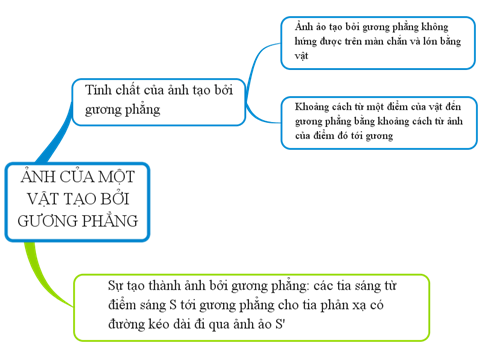 Ảnh ảo tạo bởi gương phẳng không
hứng được trên màn chắn và lớn bằng
vật
Tính chất của ảnh tạo bởi
gương phẳng
Khoảng cách từ một điểm của vật đến
gương phẳng bằng khoảng cách từ ảnh
của điểm đó tới gương
ẢNH CỦA MỘT
VẬT TẠO BỞI
GƯƠNG PHẲNG
Sự tạo thành ảnh bởi gương phẳng: các tia sáng từ
điểm sáng S tới gương phẳng cho tia phản xạ có
đường kéo dài đi qua ảnh ảo S'